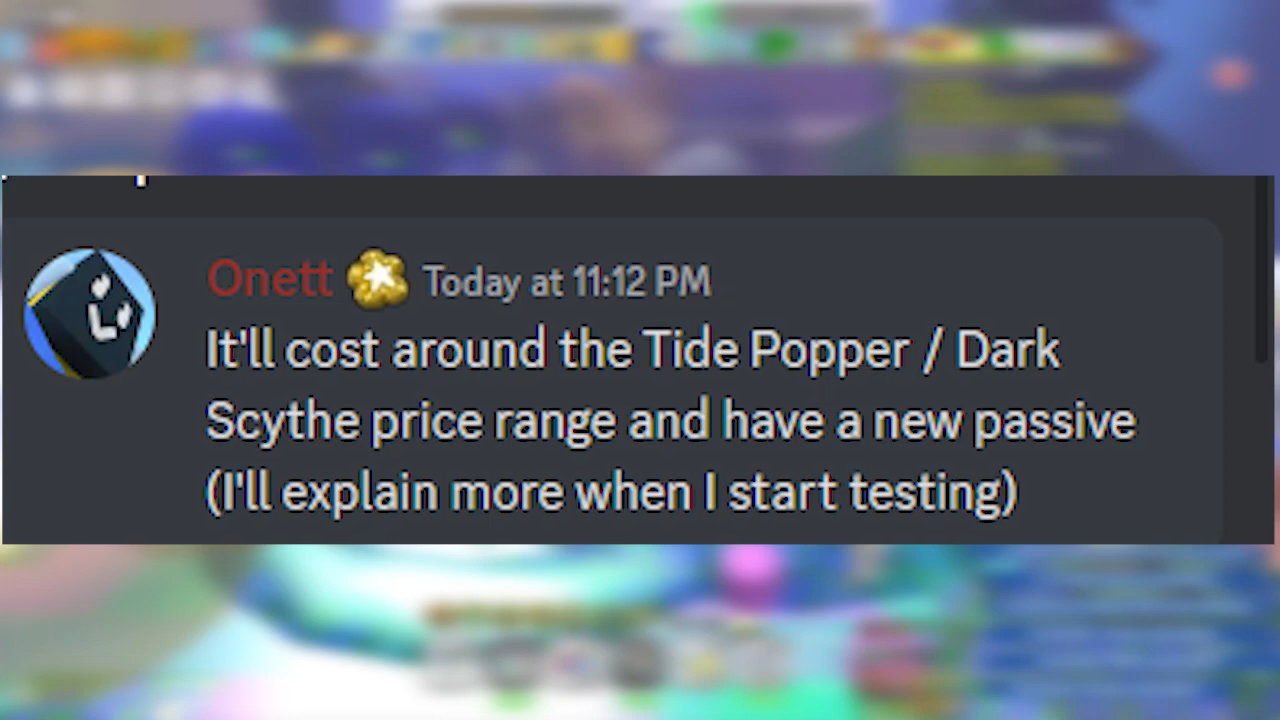 Onett Today at 11:12 PM
It'll cost around the Tide Popper / Dark
Scythe price range and have a new passive
(I'll explain more when I start testing)